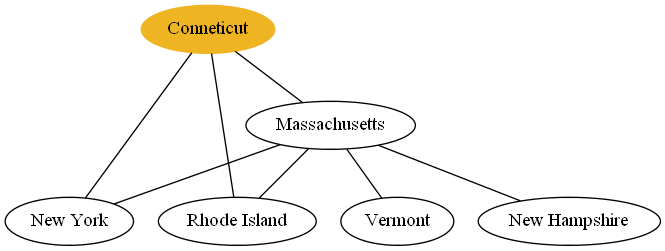 Conneticut
Massachusetts
New York
Rhode Island
Vermont
New Hampshire